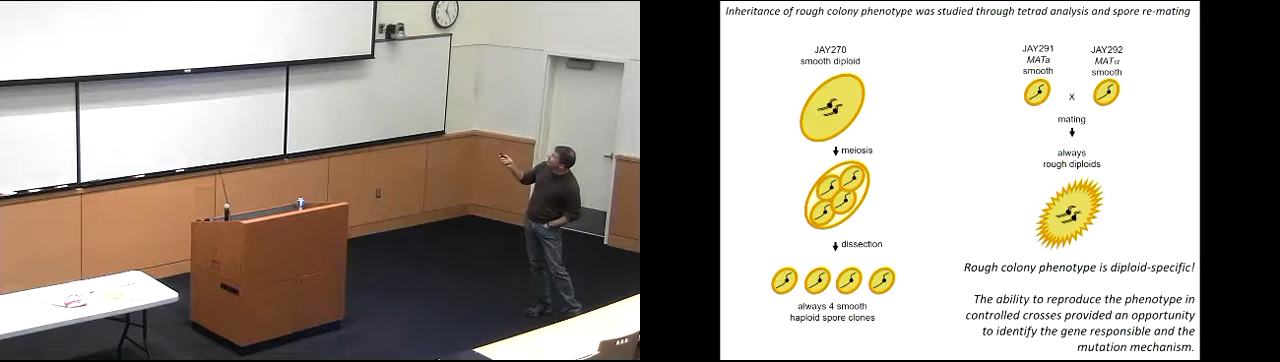 Inheritance of rough colony phenotype was studied through tetrad analysis and spore re-mating
JAY270
smooth diploid
meiosis
dissection
always 4 smooth
haploid spore clones
JAY291
MATa
smooth
JAY292
MATα
smooth
X
mating
always
rough diploids
Rough colony phenotype is diploid-specific!
The ability to reproduce the phenotype in
controlled crosses provided an opportunity
to identify the gene responsible and the
mutation mechanism.